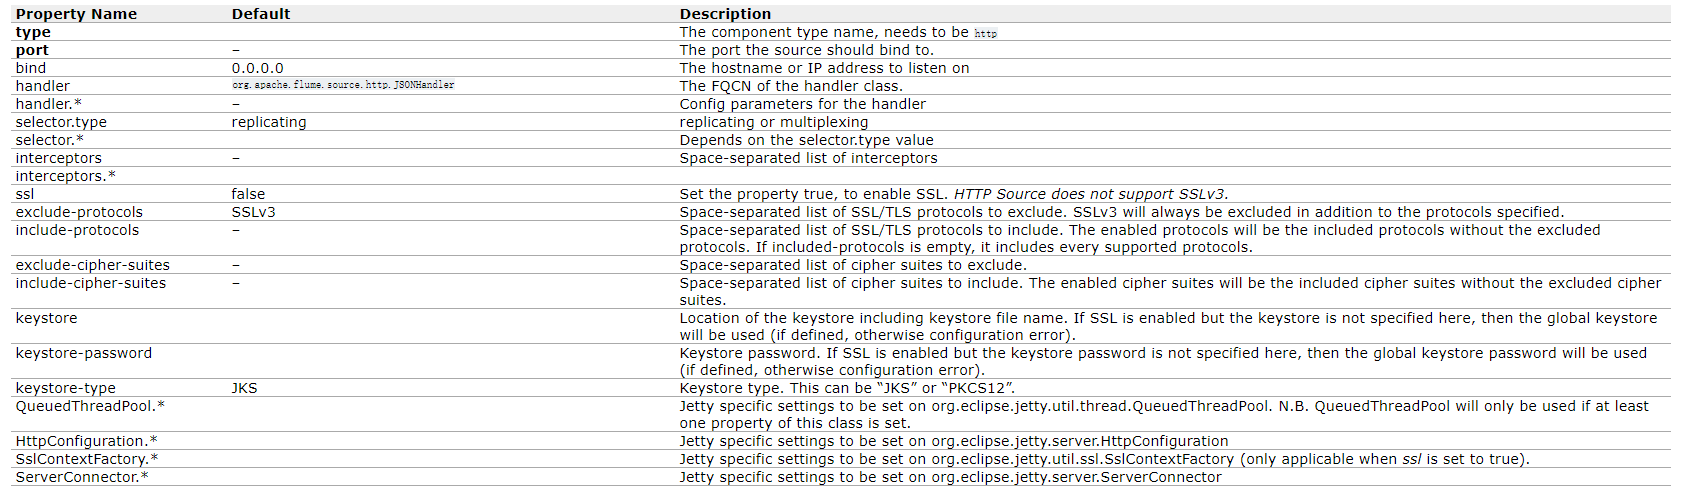 Property Name Default Description
type The component type name, needs to be http
port – The port the source should bind to.
bind 0.0.0.0 The hostname or IP address to listen on
handler org.apache.flume.source.http.JSONHandler The FQCN of the handler class.
handler.* – Config parameters for the handler
selector.type replicating replicating or multiplexing
selector.* Depends on the selector.type value
interceptors – Space-separated list of interceptors
interceptors.*
ssl false Set the property true, to enable SSL. HTTP Source does not support SSLv3.
exclude-protocols SSLv3 Space-separated list of SSL/TLS protocols to exclude. SSLv3 will always be excluded in addition to the protocols specified.
include-protocols – Space-separated list of SSL/TLS protocols to include. The enabled protocols will be the included protocols without the excluded
protocols. If included-protocols is empty, it includes every supported protocols.
exclude-cipher-suites – Space-separated list of cipher suites to exclude.
include-cipher-suites – Space-separated list of cipher suites to include. The enabled cipher suites will be the included cipher suites without the excluded cipher
suites.
keystore Location of the keystore including keystore file name. If SSL is enabled but the keystore is not specified here, then the global keystore
will be used (if defined, otherwise configuration error).
keystore-password Keystore password. If SSL is enabled but the keystore password is not specified here, then the global keystore password will be used
(if defined, otherwise configuration error).
keystore-type JKS Keystore type. This can be “JKS” or “PKCS12”.
QueuedThreadPool.* Jetty specific settings to be set on org.eclipse.jetty.util.thread.QueuedThreadPool. N.B. QueuedThreadPool will only be used if at least
one property of this class is set.
HttpConfiguration.* Jetty specific settings to be set on org.eclipse.jetty.server.HttpConfiguration
SslContextFactory.* Jetty specific settings to be set on org.eclipse.jetty.util.ssl.SslContextFactory (only applicable when ssl is set to true).
ServerConnector.* Jetty specific settings to be set on org.eclipse.jetty.server.ServerConnector